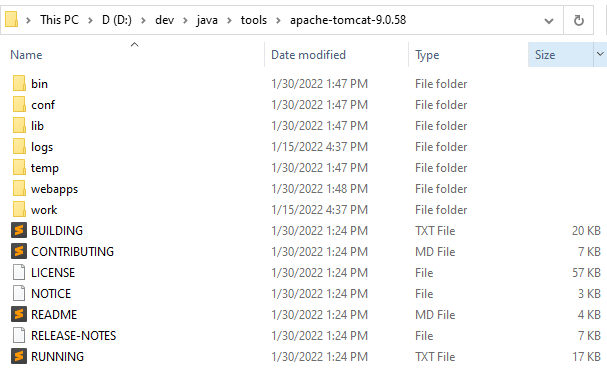 This PC > D (D:) > dev > java > tools > apache-tomcat-9.0.58
Name Date modified Type Size
bin 1/30/2022 1:47 PM File folder
conf 1/30/2022 1:47 PM File folder
lib 1/30/2022 1:47 PM File folder
logs 1/15/2022 4:37 PM File folder
temp 1/30/2022 1:47 PM File folder
webapps 1/30/2022 1:48 PM File folder
work 1/15/2022 4:37 PM File folder
BUILDING 1/30/2022 1:24 PM TXT File 20 KB
CONTRIBUTING 1/30/2022 1:24 PM MD File 7 KB
LICENSE 1/30/2022 1:24 PM File 57 KB
NOTICE 1/30/2022 1:24 PM File 3 KB
README 1/30/2022 1:24 PM MD File 4 KB
RELEASE-NOTES 1/30/2022 1:24 PM File 7 KB
RUNNING 1/30/2022 1:24 PM TXT File 17 KB